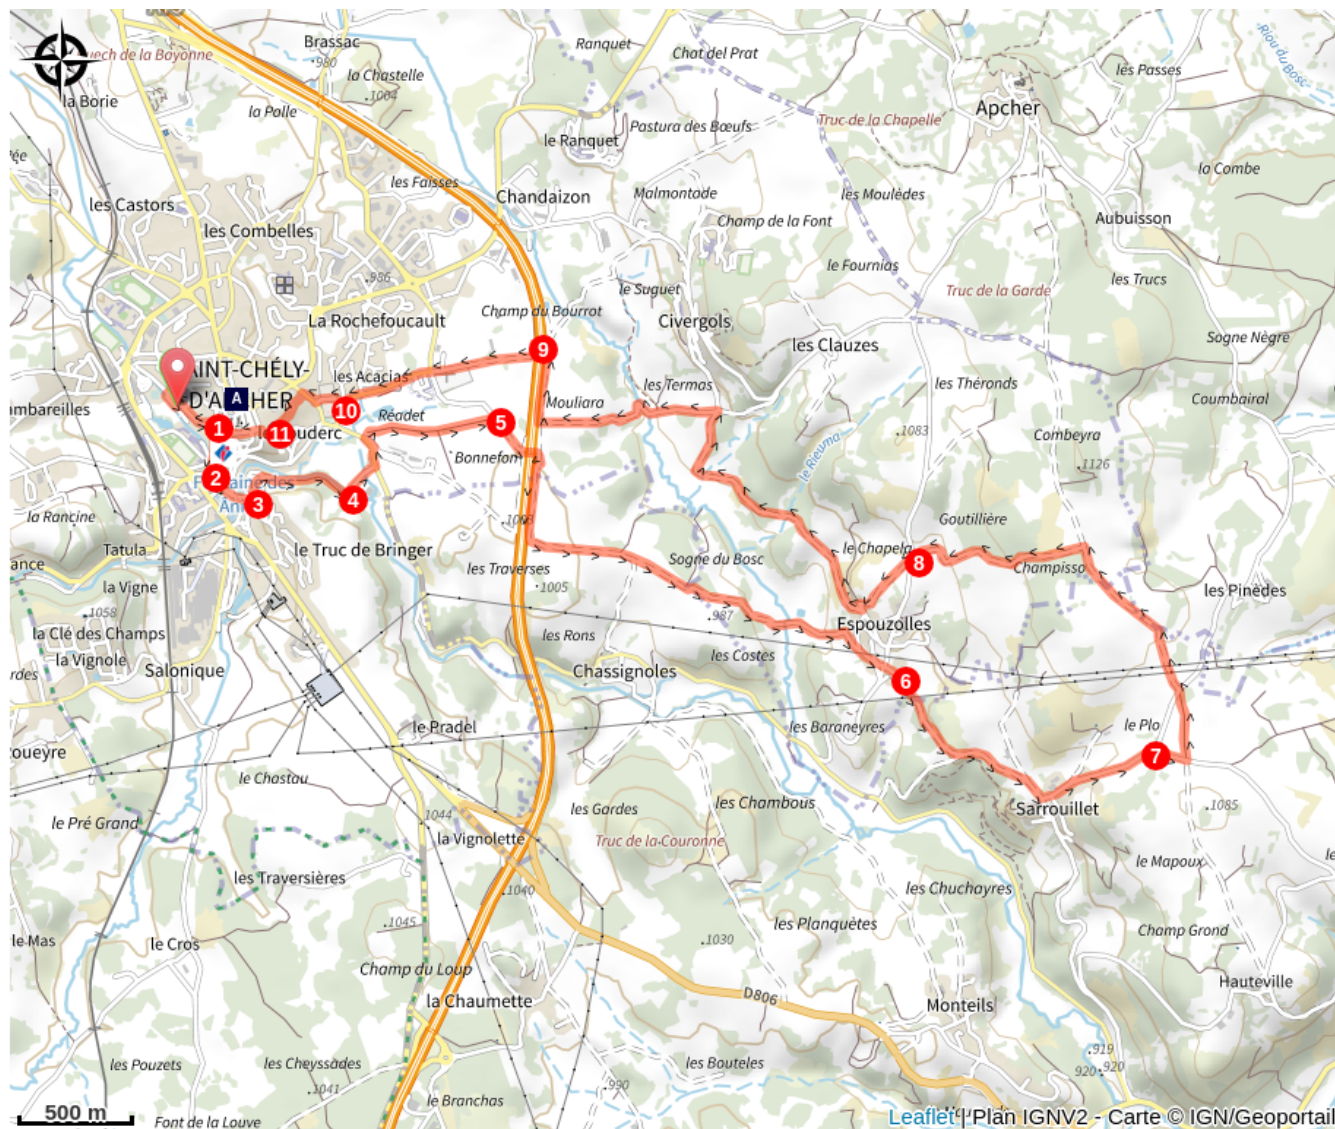 Brassac
uech de la Bayonne
980
Ranquet
Chat del Prat
Riou du Bosc
la Chastelle
les Passes
la Borie
1004
Apcher
la Palle
Truc de la Chapelle
Pastura des Bœufs
le Ranquet
la Combe
les Faïsses
Chandaizon
Malmontade
les Moulèdes
les Castors
Champ de la Font
Aubuisson
les Combelles
le Fournias
986
les Trucs
le Suguet
Truc de la Garde
Champ du Bourrot
La Rochefoucault
Civergols
Sogne Nègre
les Clauzes
9
AINT-CHÉLY-
D'A
HER
A
les Acacias
les Termas
les Thérondes
Coumbairal
ambareilles
10
Réadet
Mouliara
1
11
5
1083
Combeyra
Bonnefon
le Rieuma
1126
2
3
4
la Rancine
1003
Goutillière
Tatula
le Truc de Bringer
les Traverses
Sogne du Bosc
le Chapela
8
Champisso
ance
la Vigne
1005
les Pinèdes
1058
987
la Clé des Champs
les Rons
Espouzolles
la Vignole
les Costes
rdes
Salonique
Chassignoles
6
le Pradel
les Baraneyres
le Plo
7
oueyre
le Chastau
les Gardes
les Chambous
Sarrouillet
1085
le Pré Grand
1044
la Vignolette
Truc de la Couronne
le Mapoux
les Traversières
1040
les Chuchayres
1045
les Planquètes
Champ Grond
le Mas
le Cros
1030
Champ du Loup
Hauteville
la Chaumette
D806
Monteils
les Pouzets
les Cheyssades
les Bouteles
919
920
920
1041
990
500 m
Font de la Louve
le Branchas
Leaflet | Plan IGNV2 - Carte © IGN/Geoportail